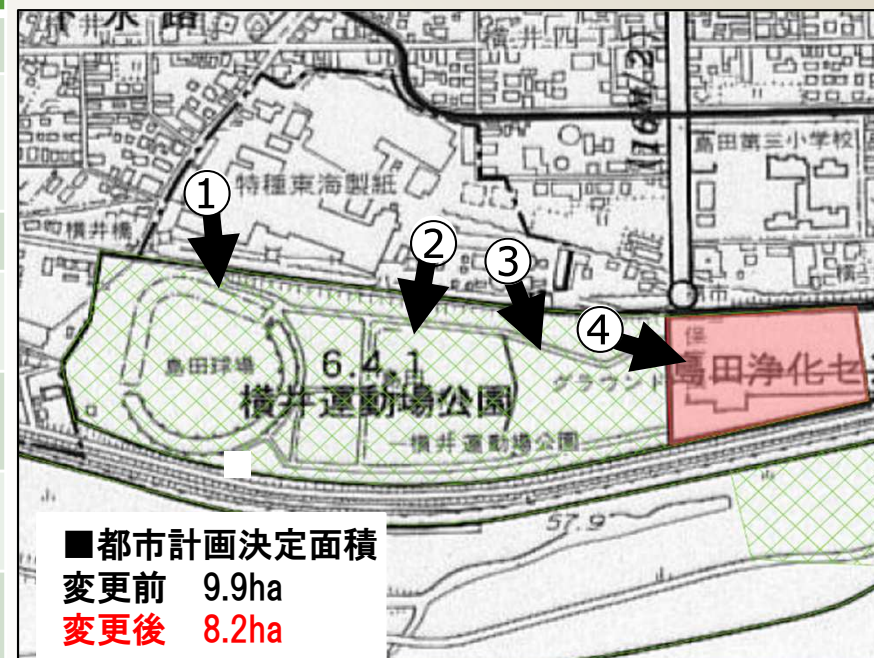 横井四丁
島田第三小学校
①
特種東海製紙
横井橋
②
③
④
島田球場
6.4.1
グラウンド
島田浄化セ
横井運動場公園
横井運動場公園
57.9
■都市計画決定面積
変更前 9.9ha
変更後 8.2ha